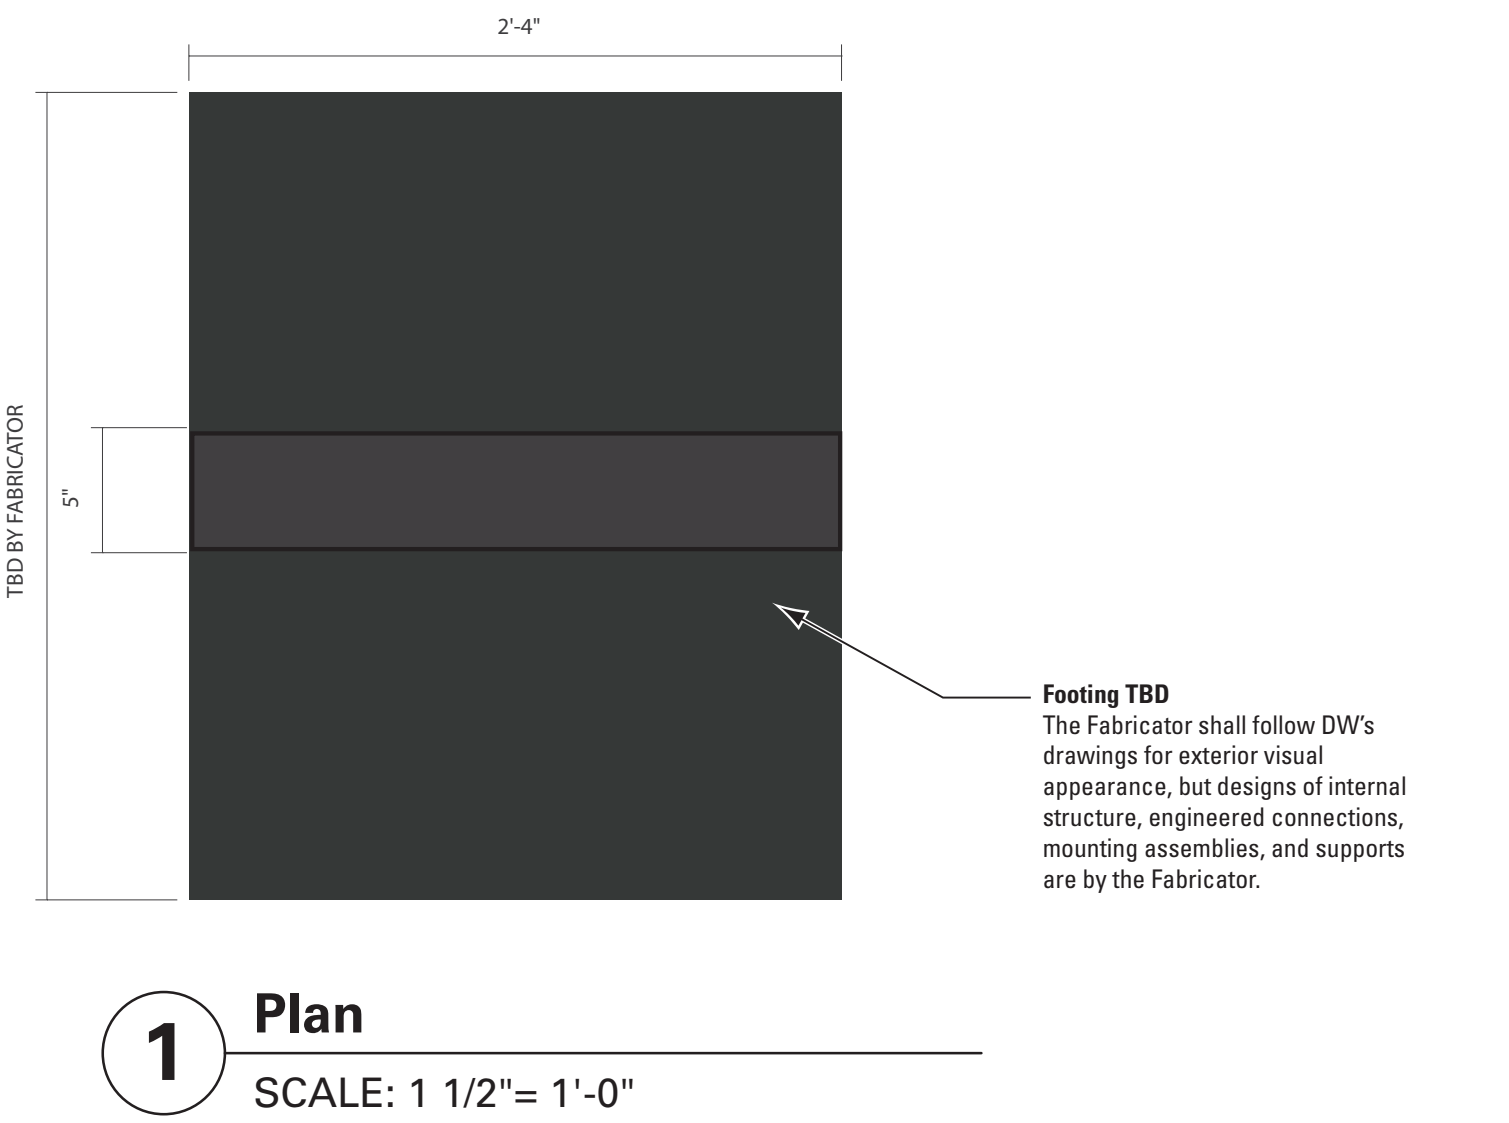 2'-4"
TBD BY FABRICATOR
5"
Footing TBD
The Fabricator shall follow DW’s
drawings for exterior visual
appearance, but designs of internal
structure, engineered connections,
mounting assemblies, and supports
are by the Fabricator.
1
Plan
SCALE: 1 1/2"= 1'-0"